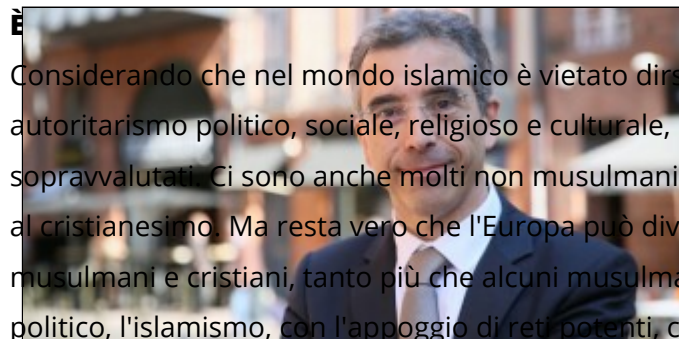 È
Considerando che nel mondo islamico è vietato dirs
autoritarismo politico, sociale, religioso e culturale,
sopravvalutati. Ci sono anche molti non musulmani
al cristianesimo. Ma resta vero che l'Europa può div
musulmani e cristiani, tanto più che alcuni musulma
politico, l'islamismo, con l'appoggio di reti potenti, c